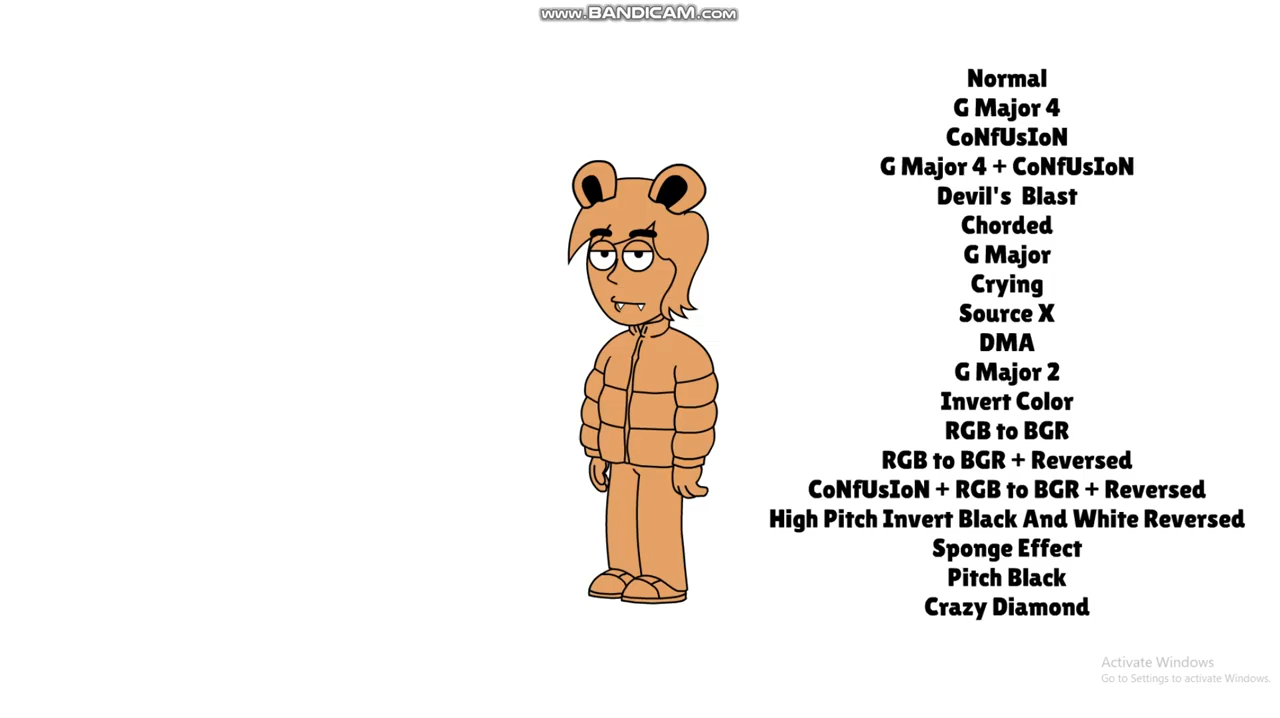 www.BANDICAM.com
Normal
G Major 4
CoNfUsIoN
G Major 4 + CoNfUsIoN
Devil's  Blast
Chorded
G Major
Crying
Source X
DMA
G Major 2
Invert Color
RGB to BGR
RGB to BGR + Reversed
CoNfUsIoN + RGB to BGR + Reversed
High Pitch Invert Black And White Reversed
Sponge Effect
Pitch Black
Crazy Diamond
Activate Windows
Go to Settings to activate Windows.